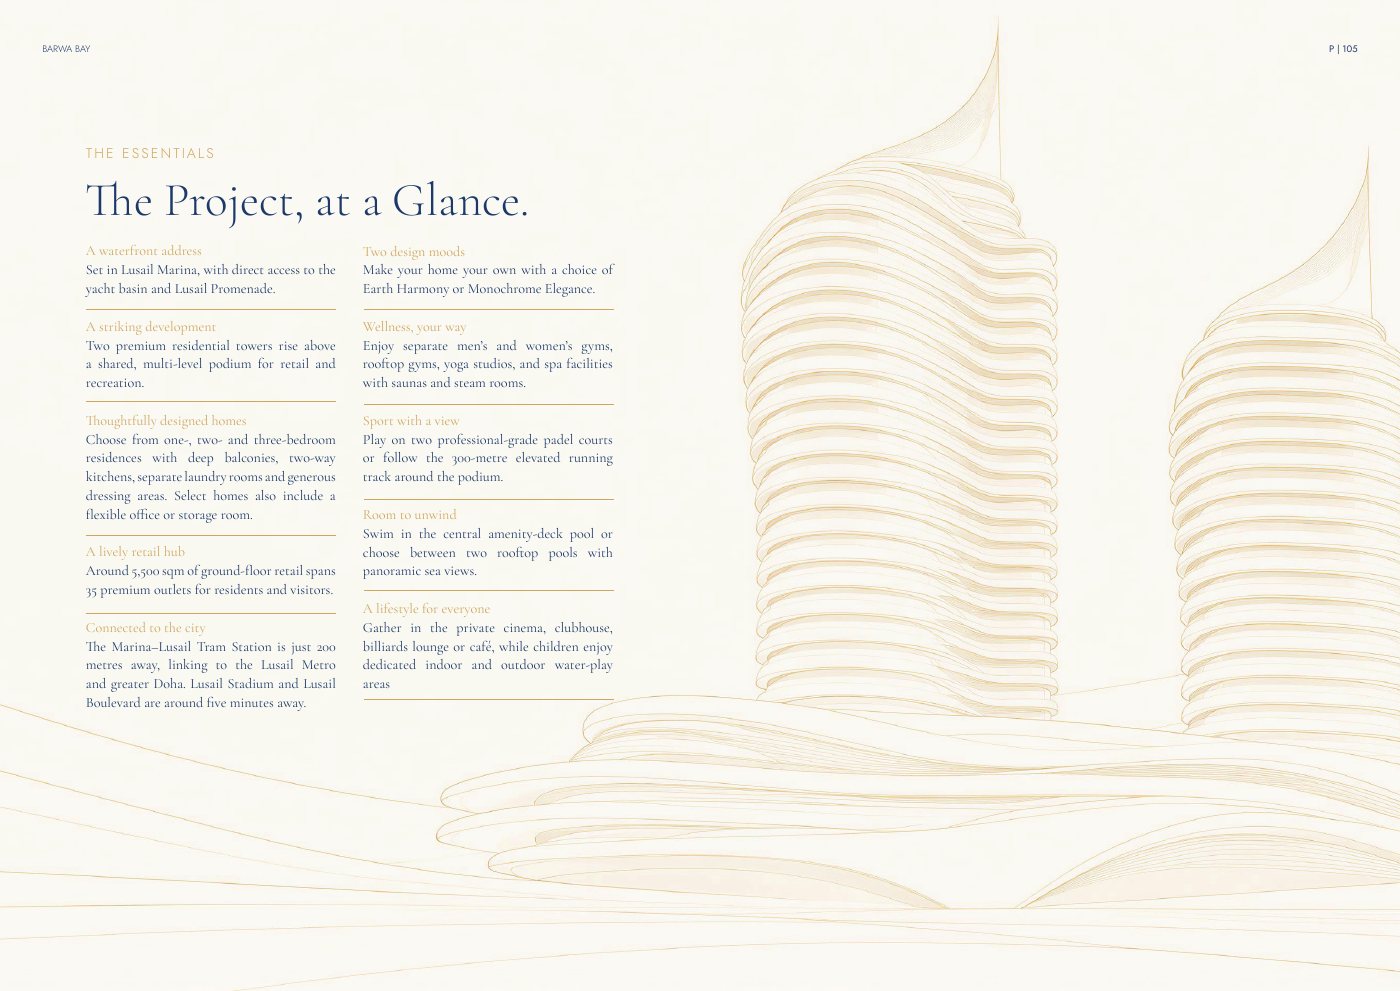 BARWA BAY
P | 105
THE ESSENTIALS
The Project, at a Glance.
A waterfront address
Set in Lusail Marina, with direct access to the
yacht basin and Lusail Promenade.
A striking development
Two premium residential towers rise above
a shared, multi-level podium for retail and
recreation.
Thoughtfully designed homes
Choose from one-, two- and three-bedroom
residences with deep balconies, two-way
kitchens, separate laundry rooms and generous
dressing areas. Select homes also include a
flexible office or storage room.
A lively retail hub
Around 5,500 sqm of ground-floor retail spans
35 premium outlets for residents and visitors.
Connected to the city
The Marina–Lusail Tram Station is just 200
metres away, linking to the Lusail Metro
and greater Doha. Lusail Stadium and Lusail
Boulevard are around five minutes away.
Two design moods
Make your home your own with a choice of
Earth Harmony or Monochrome Elegance.
Wellness, your way
Enjoy separate men’s and women’s gyms,
rooftop gyms, yoga studios, and spa facilities
with saunas and steam rooms.
Sport with a view
Play on two professional-grade padel courts
or follow the 300-metre elevated running
track around the podium.
Room to unwind
Swim in the central amenity-deck pool or
choose between two rooftop pools with
panoramic sea views.
A lifestyle for everyone
Gather in the private cinema, clubhouse,
billiards lounge or café, while children enjoy
dedicated indoor and outdoor water-play
areas